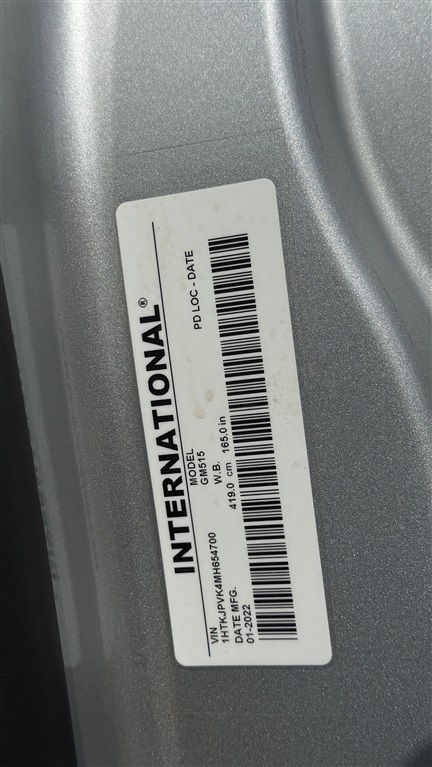 INTERNATIONAL®
MODEL PD LOC - DATE
GM515
VIN W.B.
1HTKJPVK4MH654700 419.0 cm 165.0 in
DATE MFG.
01-2022